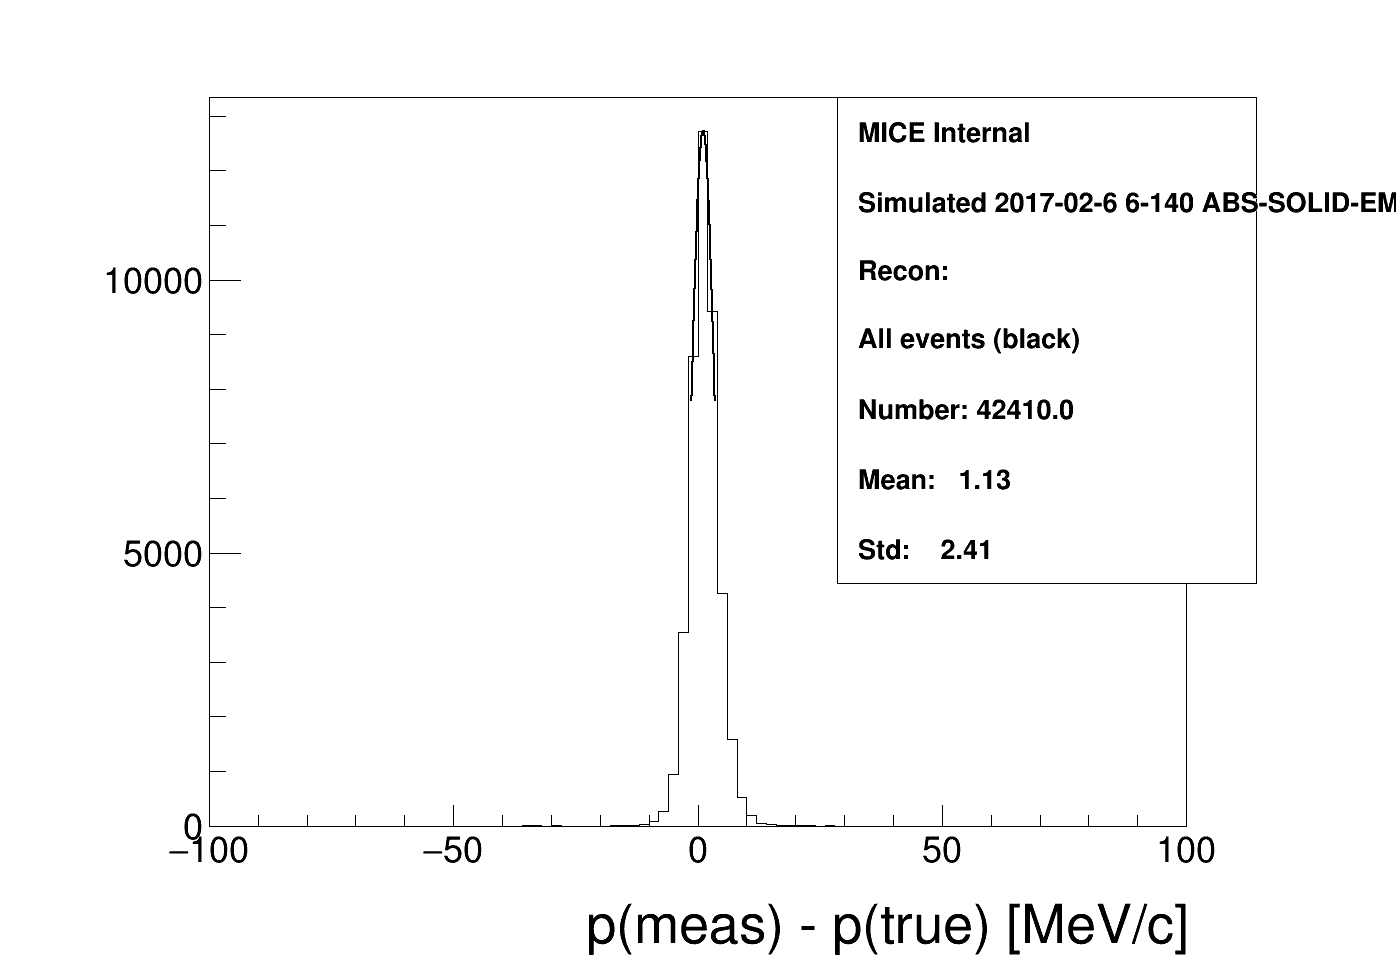 MICE Internal
Simulated 2017-02-6 6-140 ABS-SOLID-EM
Recon:
All events (black)
Number: 42410.0
Mean: 1.13
Std: 2.41
10000
5000
0
−100 −50 0 50 100
p(meas) - p(true) [MeV/c]